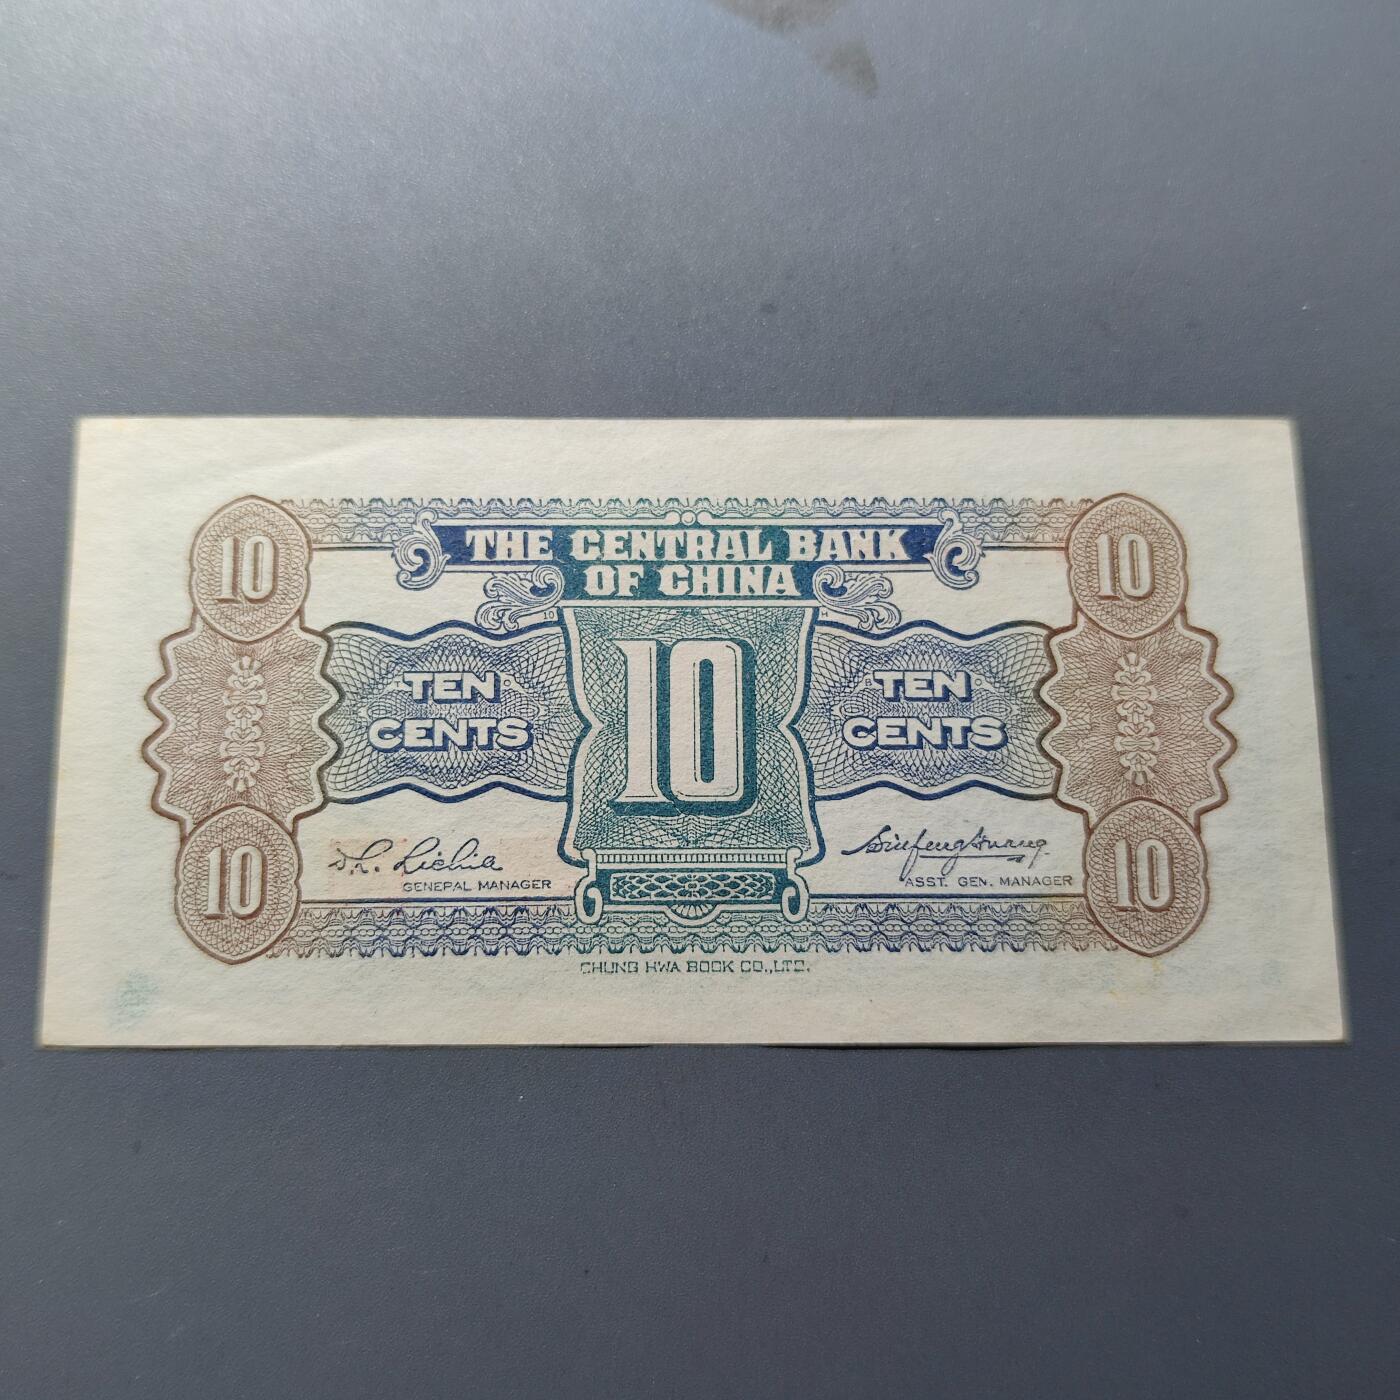 THE CENTRAL BANK
OF CHINA
10
10
10 H
10
TEN
CENTS
TEN
CENTS
10
10
GENEPAL MANAGER
ASST. GEN. MANAGER
CHUNG HWA BOOK CO.,LTD.